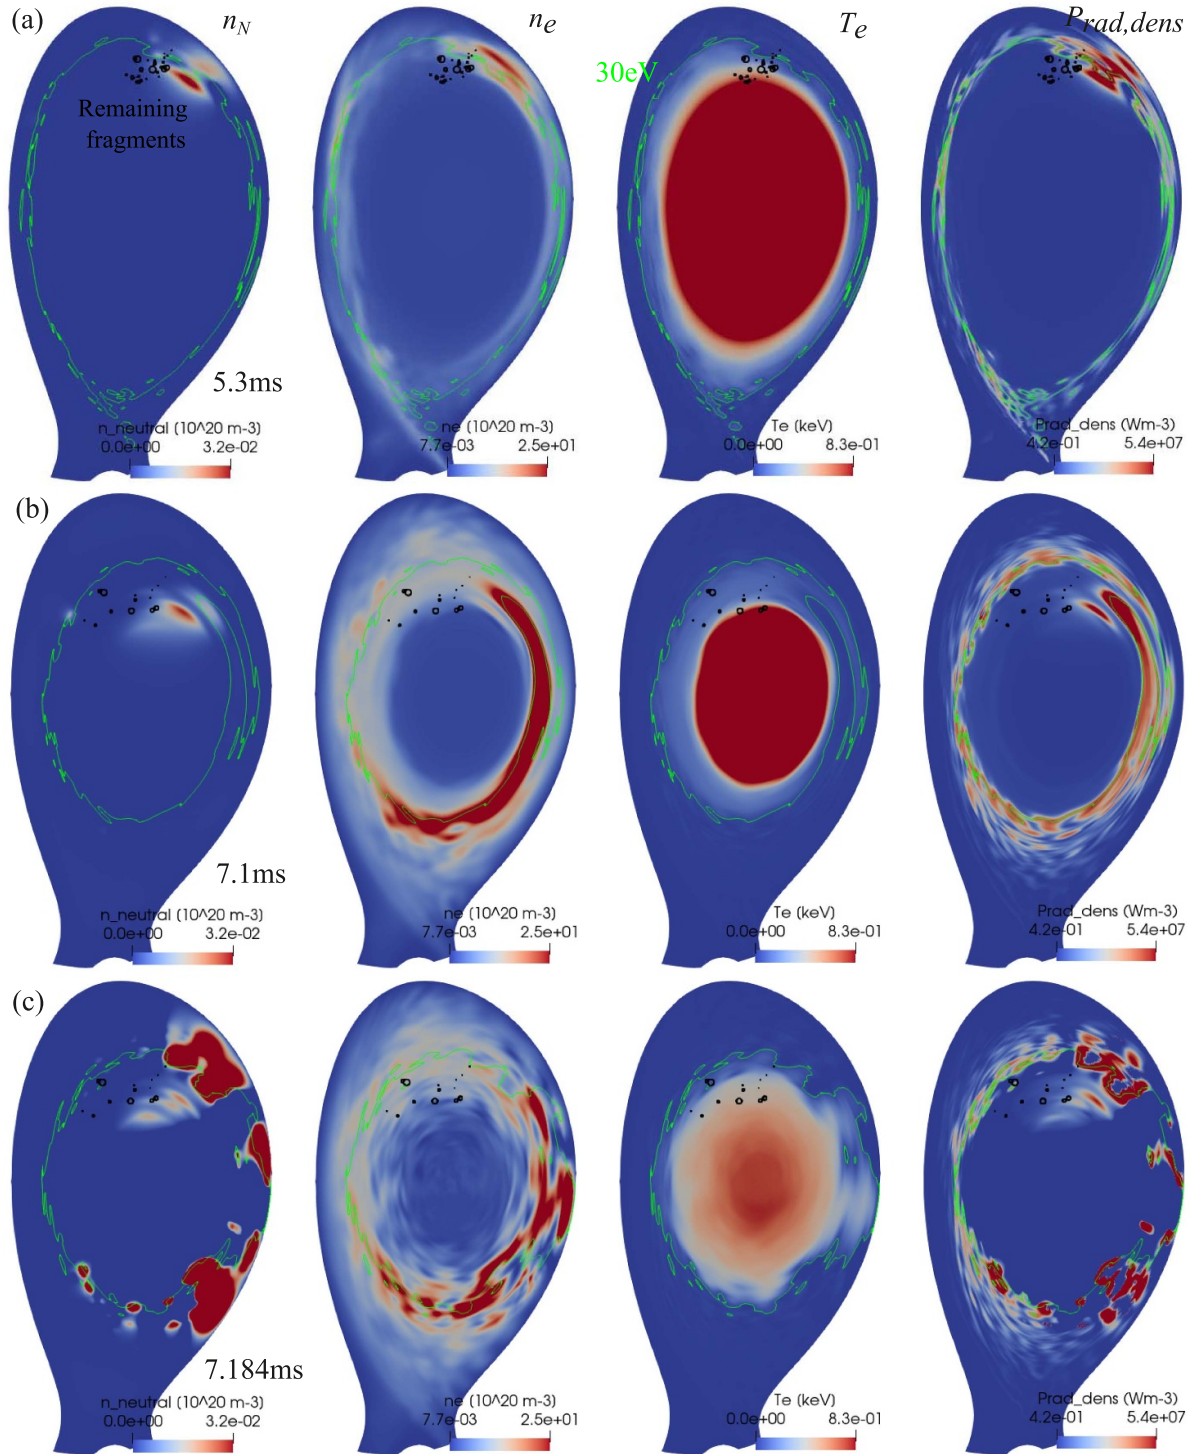 (a)
n_N
n_e
T_e
P_rad,dens
30eV
Remaining
fragments
5.3ms
n_neutral (10^20 m-3)
0.0e+00 3.2e-02
ne (10^20 m-3)
7.7e-03 2.5e+01
Te (keV)
0.0e+00 8.3e-01
Prad_dens (Wm-3)
4.2e-01 5.4e+07
(b)
7.1ms
n_neutral (10^20 m-3)
0.0e+00 3.2e-02
ne (10^20 m-3)
7.7e-03 2.5e+01
Te (keV)
0.0e+00 8.3e-01
Prad_dens (Wm-3)
4.2e-01 5.4e+07
(c)
7.184ms
n_neutral (10^20 m-3)
0.0e+00 3.2e-02
ne (10^20 m-3)
7.7e-03 2.5e+01
Te (keV)
0.0e+00 8.3e-01
Prad_dens (Wm-3)
4.2e-01 5.4e+07